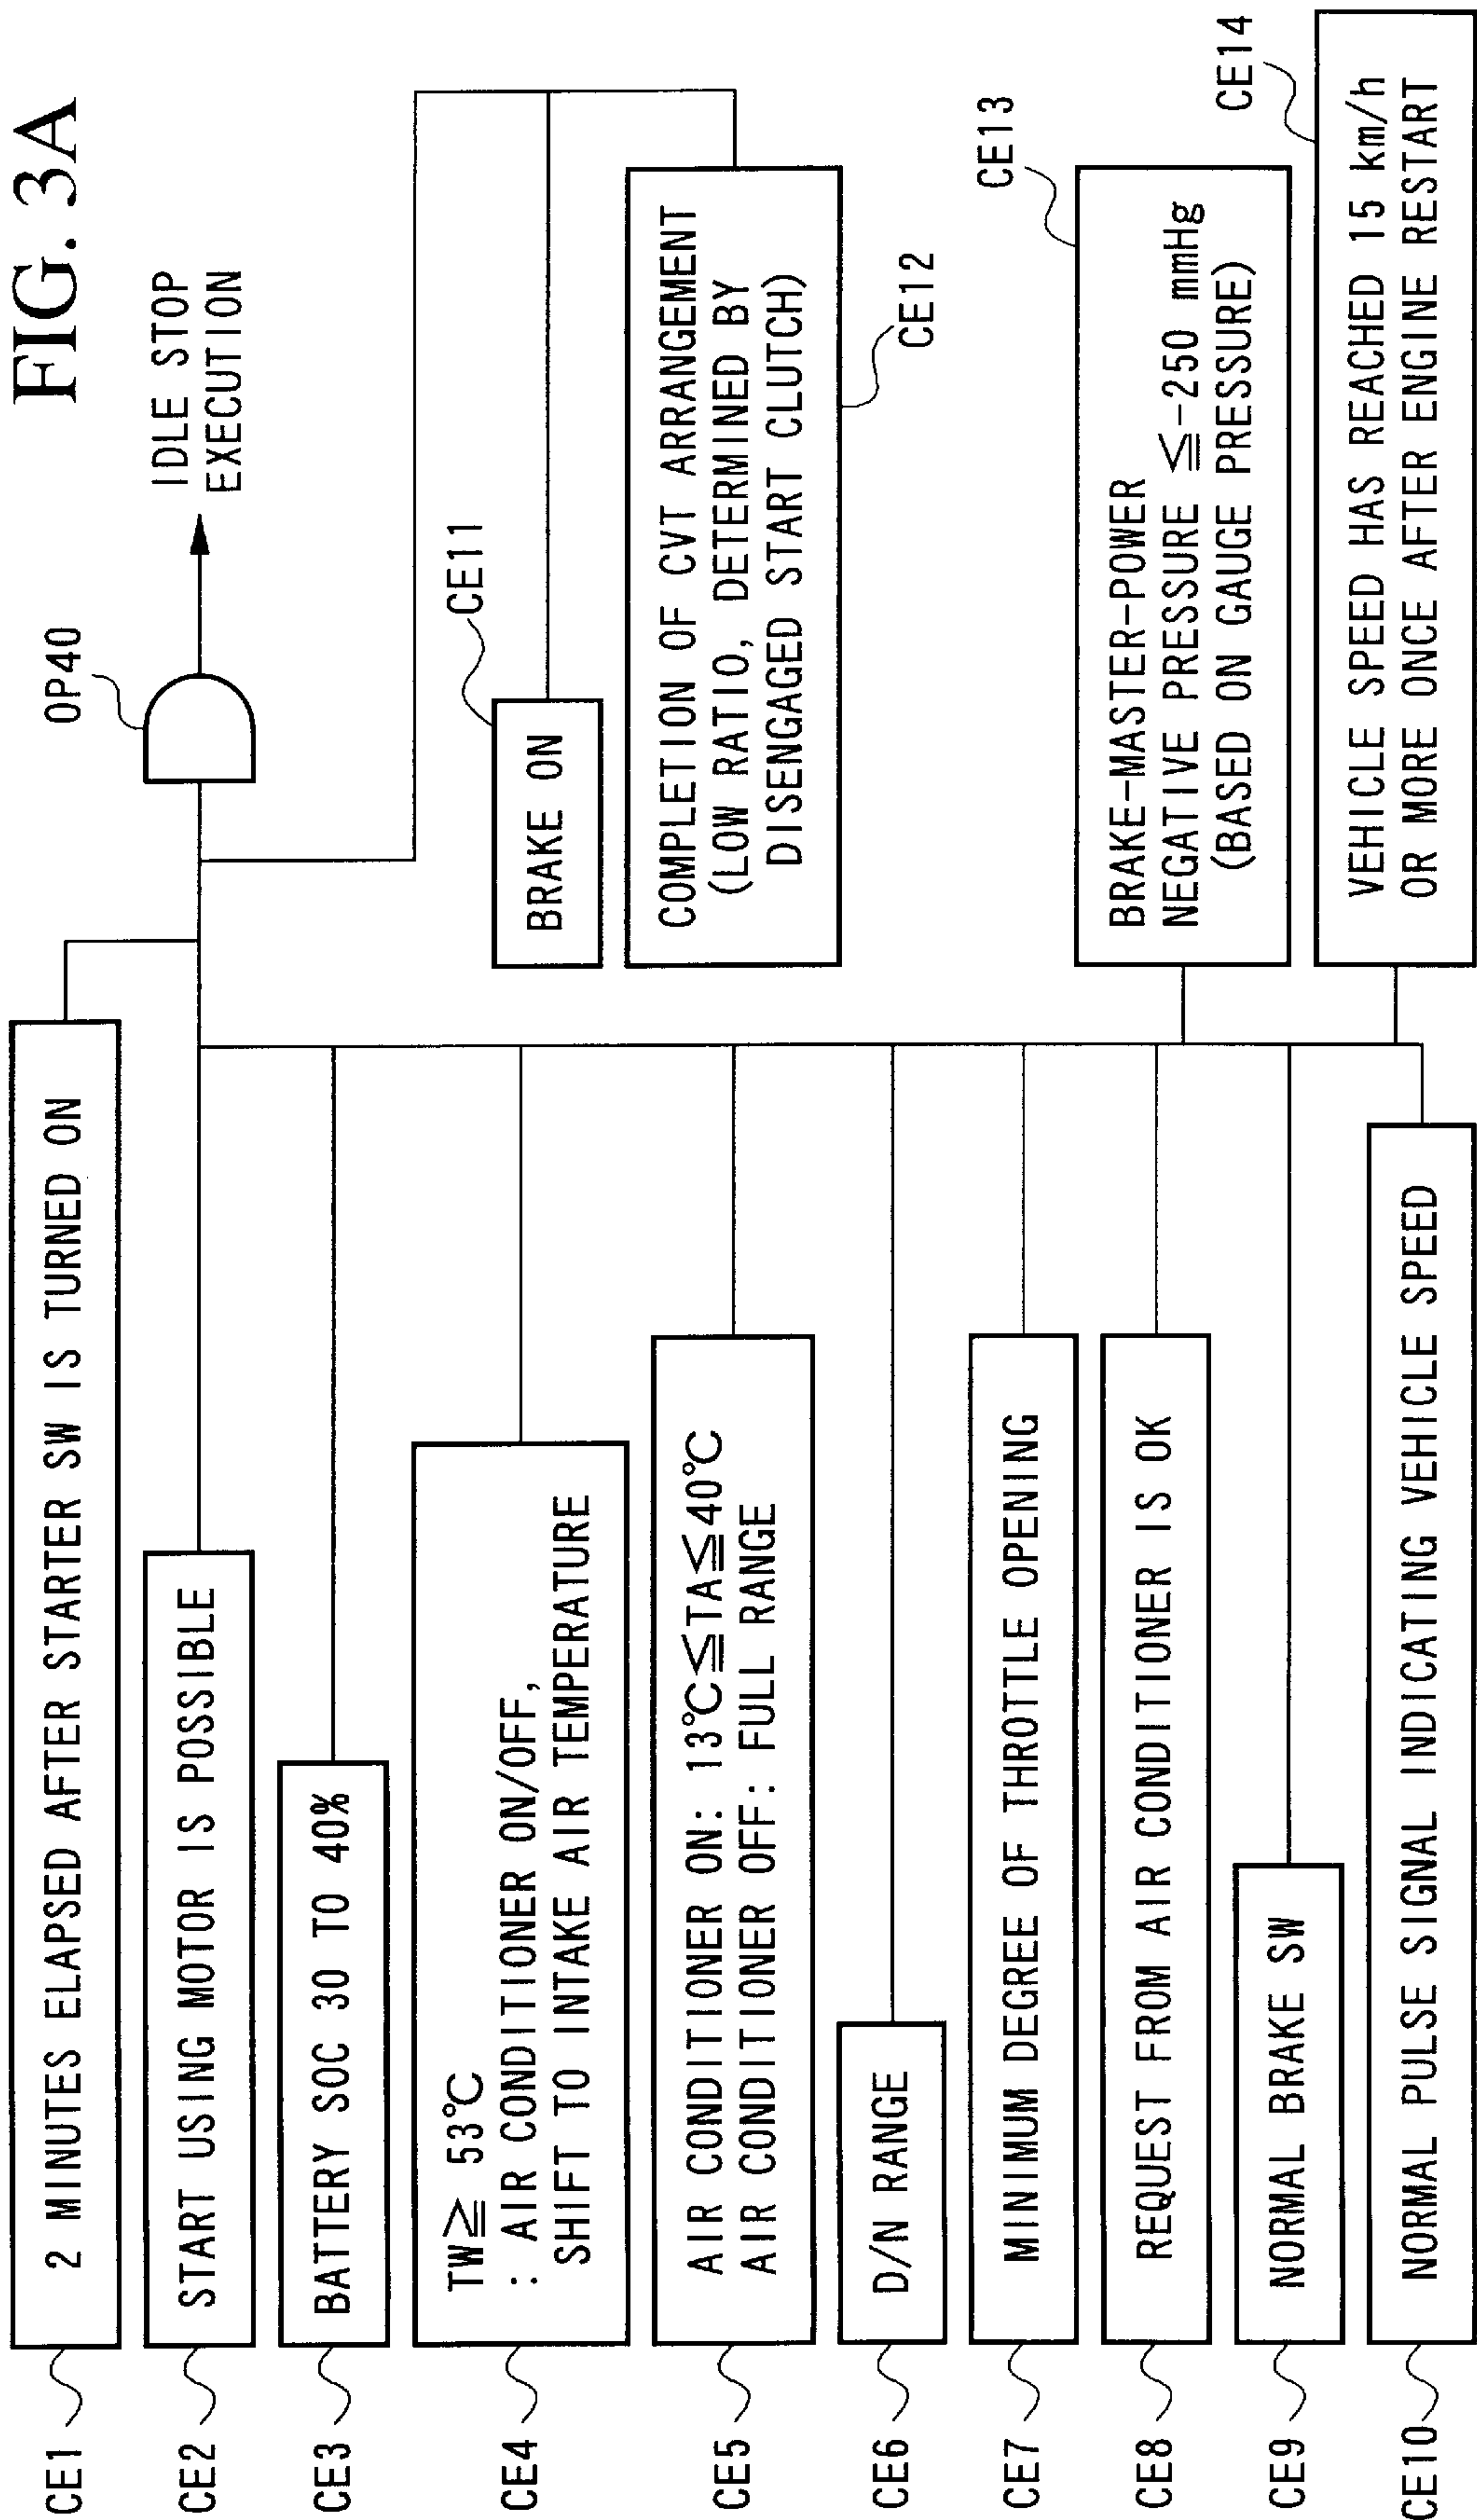 FIG. 3A
CE1
2 MINUTES ELAPSED AFTER STARTER SW IS TURNED ON
CE2
START USING MOTOR IS POSSIBLE
OP40
IDLE STOP
EXECUTION
CE3
BATTERY SOC 30 TO 40%
CE4
TW≧ 53℃
: AIR CONDITIONER ON/OFF,
SHIFT TO INTAKE AIR TEMPERATURE
CE11
BRAKE ON
CE5
AIR CONDITIONER ON: 13℃≦TA≦40℃
AIR CONDITIONER OFF: FULL RANGE
COMPLETION OF CVT ARRANGEMENT
(LOW RATIO, DETERMINED BY
DISENGAGED START CLUTCH)
CE12
CE6
D/N RANGE
CE7
MINIMUM DEGREE OF THROTTLE OPENING
CE8
REQUEST FROM AIR CONDITIONER IS OK
CE13
BRAKE-MASTER-POWER
NEGATIVE PRESSURE ≦-250 mmHg
(BASED ON GAUGE PRESSURE)
CE9
NORMAL BRAKE SW
CE14
VEHICLE SPEED HAS REACHED 15 km/h
OR MORE ONCE AFTER ENGINE RESTART
CE10
NORMAL PULSE SIGNAL INDICATING VEHICLE SPEED